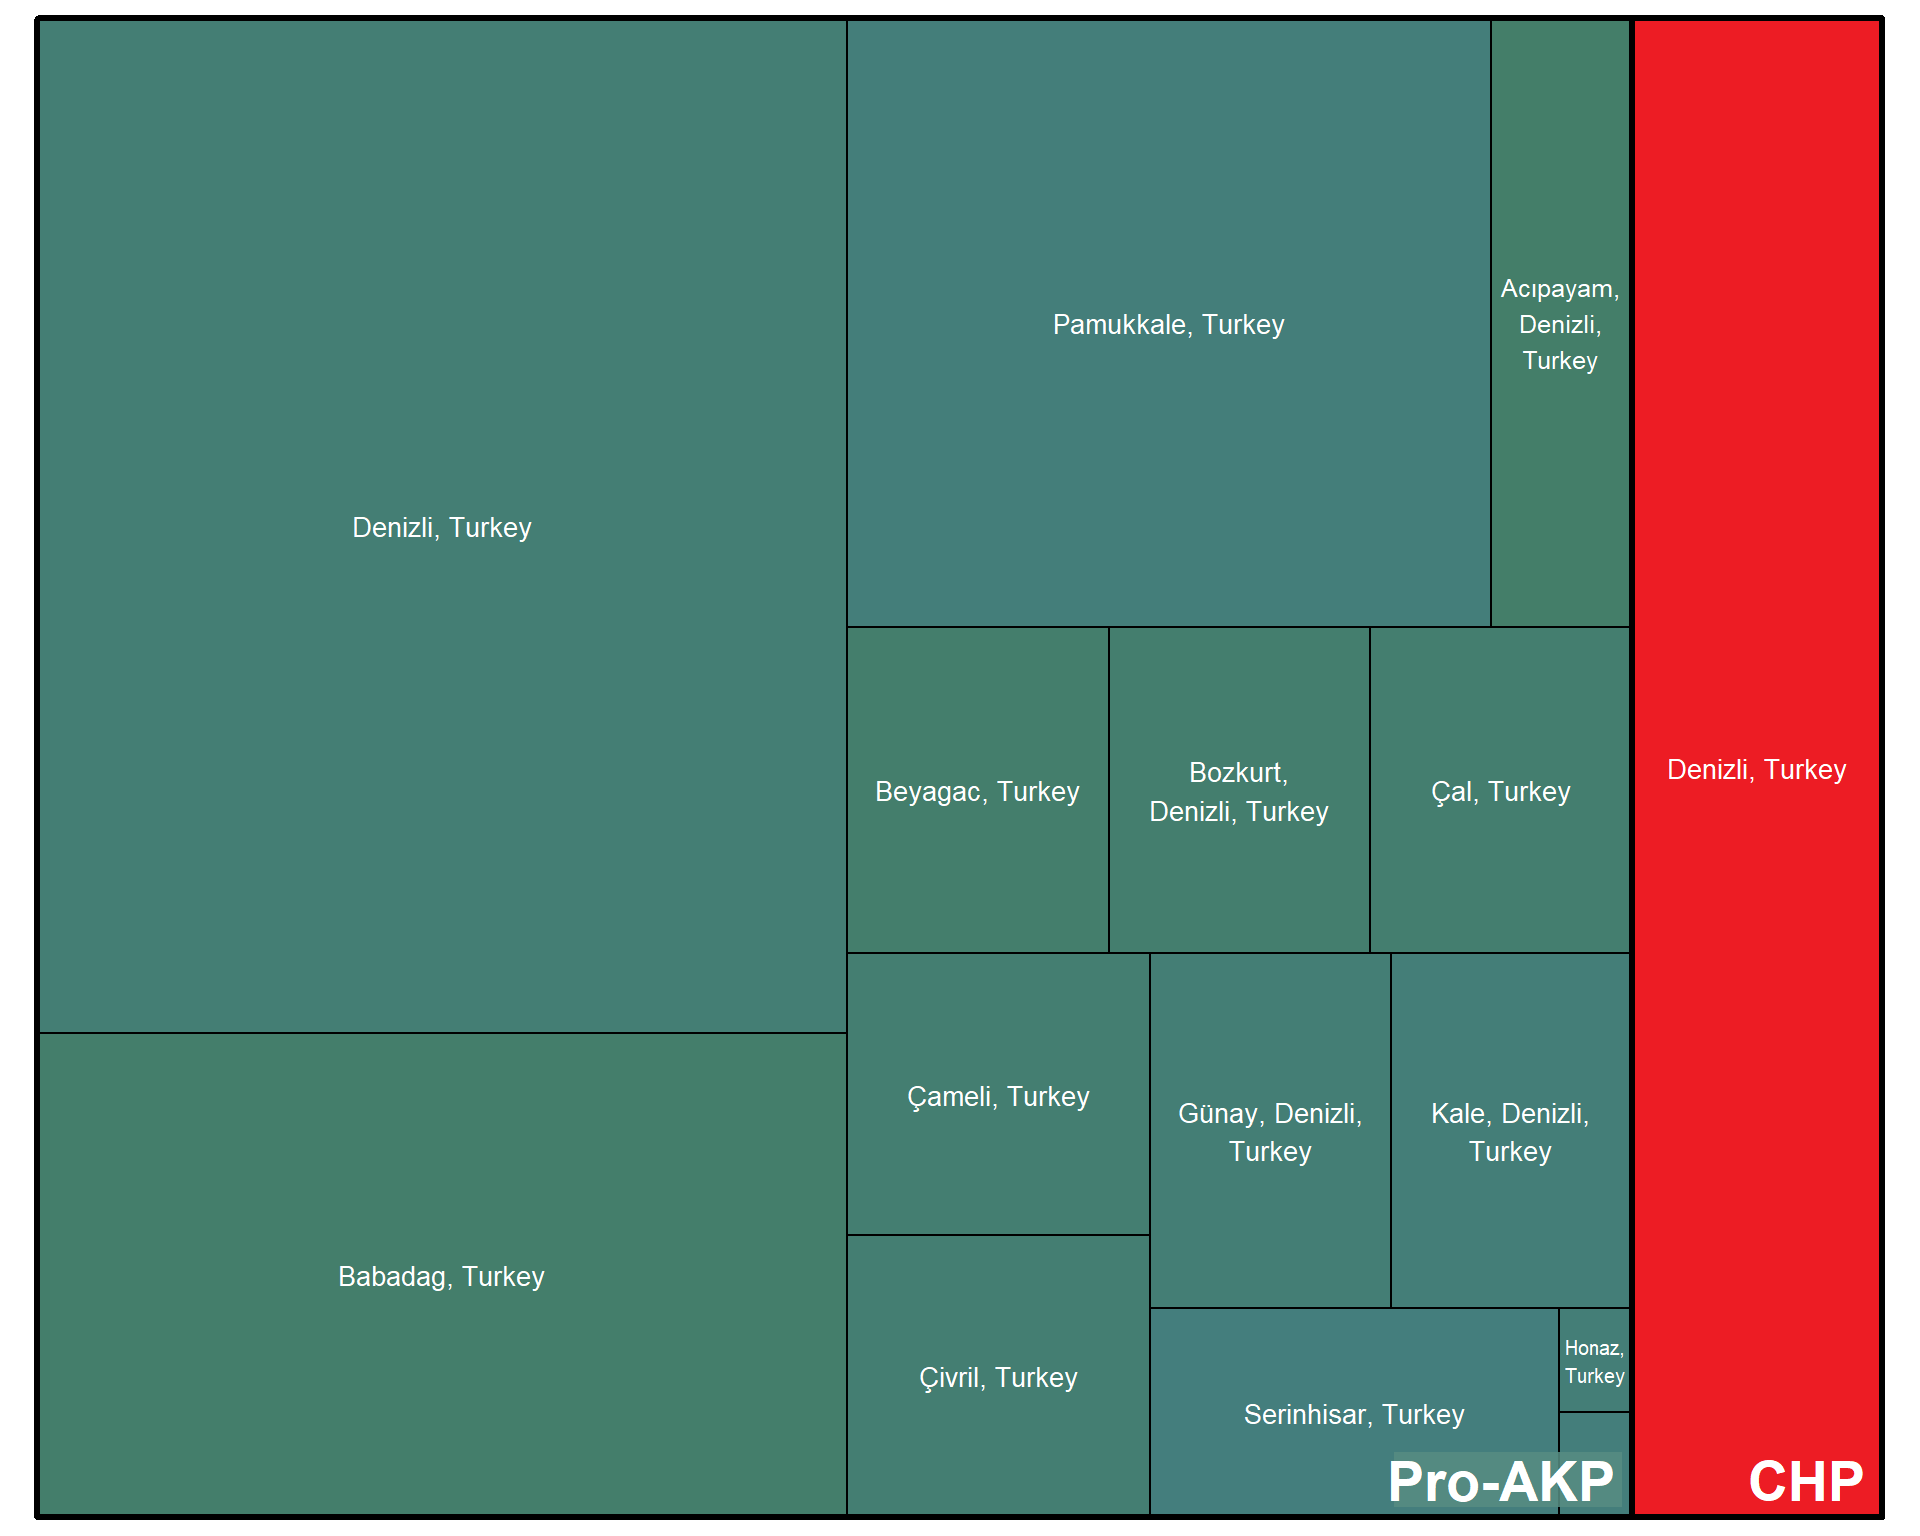 Denizli, Turkey
Pamukkale, Turkey
Acıpayam,
Denizli,
Turkey
Beyagac, Turkey
Bozkurt,
Denizli, Turkey
Çal, Turkey
Denizli, Turkey
Babadag, Turkey
Çameli, Turkey
Günay, Denizli,
Turkey
Kale, Denizli,
Turkey
Çivril, Turkey
Serinhisar, Turkey
Honaz,
Turkey
Pro-AKP
CHP